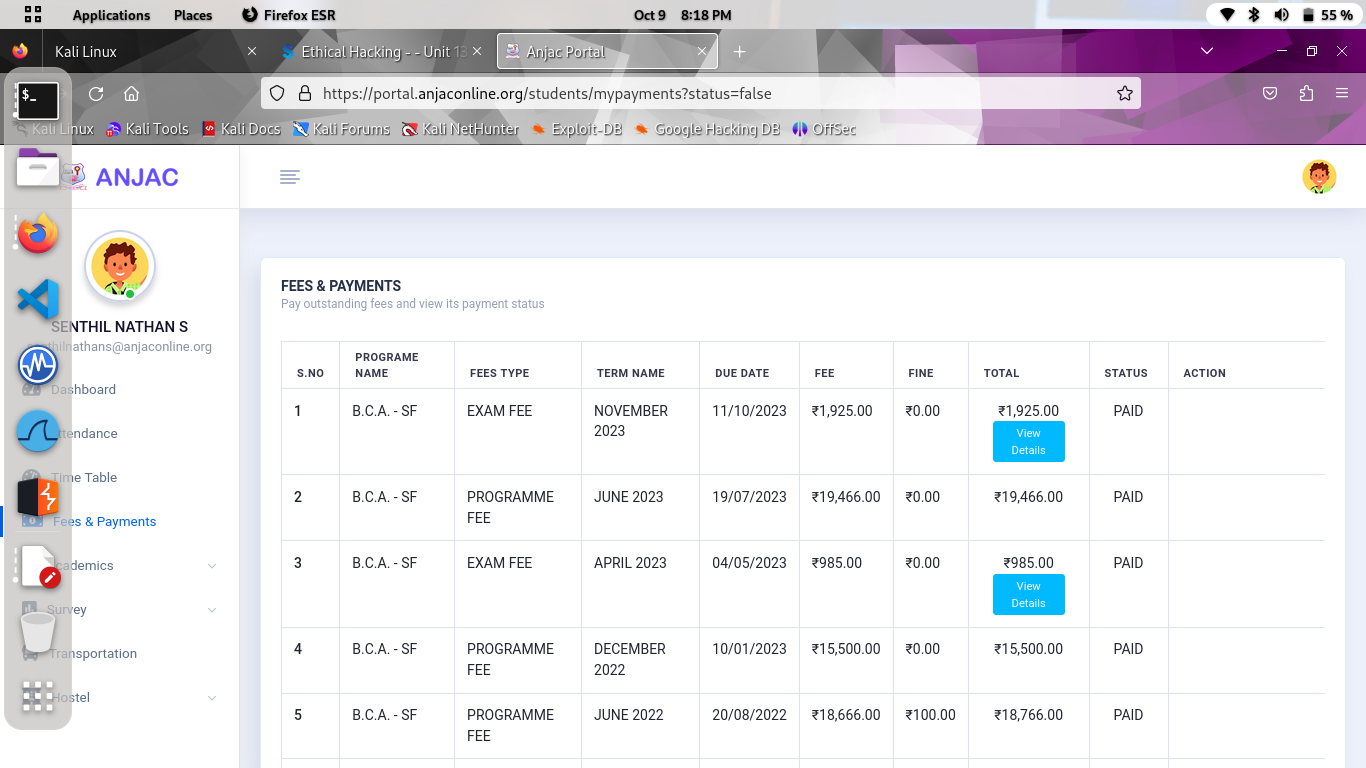 Applications Places Firefox ESR Oct 9 8:18 PM 55 %
Kali Linux Ethical Hacking - - Unit 13 Anjac Portal
https://portal.anjaconline.org/students/mypayments?status=false
Kali Linux Kali Tools Kali Docs Kali Forums Kali NetHunter Exploit-DB Google Hacking DB OffSec
ANJAC
SENTHIL NATHAN S
senthilnathans@anjaconline.org
Dashboard
Attendance
Time Table
Fees & Payments
Academics
Survey
Transportation
Hostel
FEES & PAYMENTS
Pay outstanding fees and view its payment status
S.NO PROGRAME NAME FEES TYPE TERM NAME DUE DATE FEE FINE TOTAL STATUS ACTION
1 B.C.A. - SF EXAM FEE NOVEMBER 2023 11/10/2023 ₹1,925.00 ₹0.00 ₹1,925.00 PAID
View Details
2 B.C.A. - SF PROGRAMME FEE JUNE 2023 19/07/2023 ₹19,466.00 ₹0.00 ₹19,466.00 PAID
3 B.C.A. - SF EXAM FEE APRIL 2023 04/05/2023 ₹985.00 ₹0.00 ₹985.00 PAID
View Details
4 B.C.A. - SF PROGRAMME FEE DECEMBER 2022 10/01/2023 ₹15,500.00 ₹0.00 ₹15,500.00 PAID
5 B.C.A. - SF PROGRAMME FEE JUNE 2022 20/08/2022 ₹18,666.00 ₹100.00 ₹18,766.00 PAID